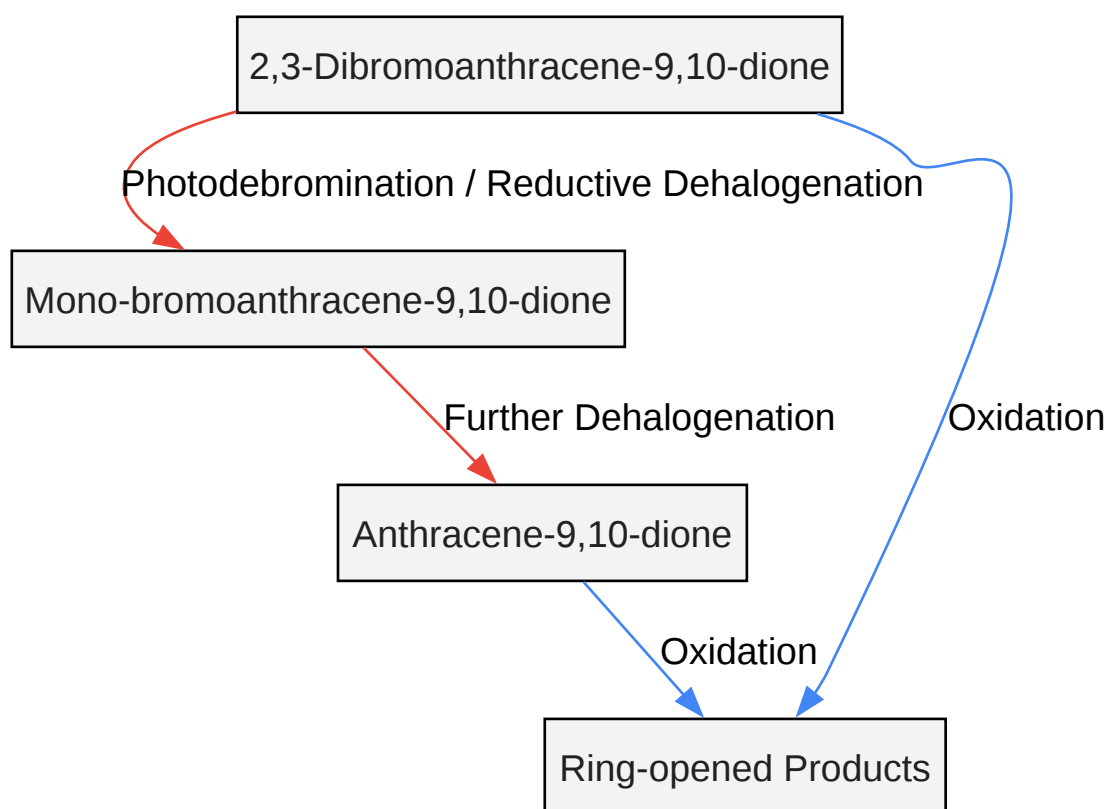 2,3-Dibromoanthracene-9,10-dione
Photodebromination / Reductive Dehalogenation
Mono-bromoanthracene-9,10-dione
Further Dehalogenation
Oxidation
Anthracene-9,10-dione
Oxidation
Ring-opened Products